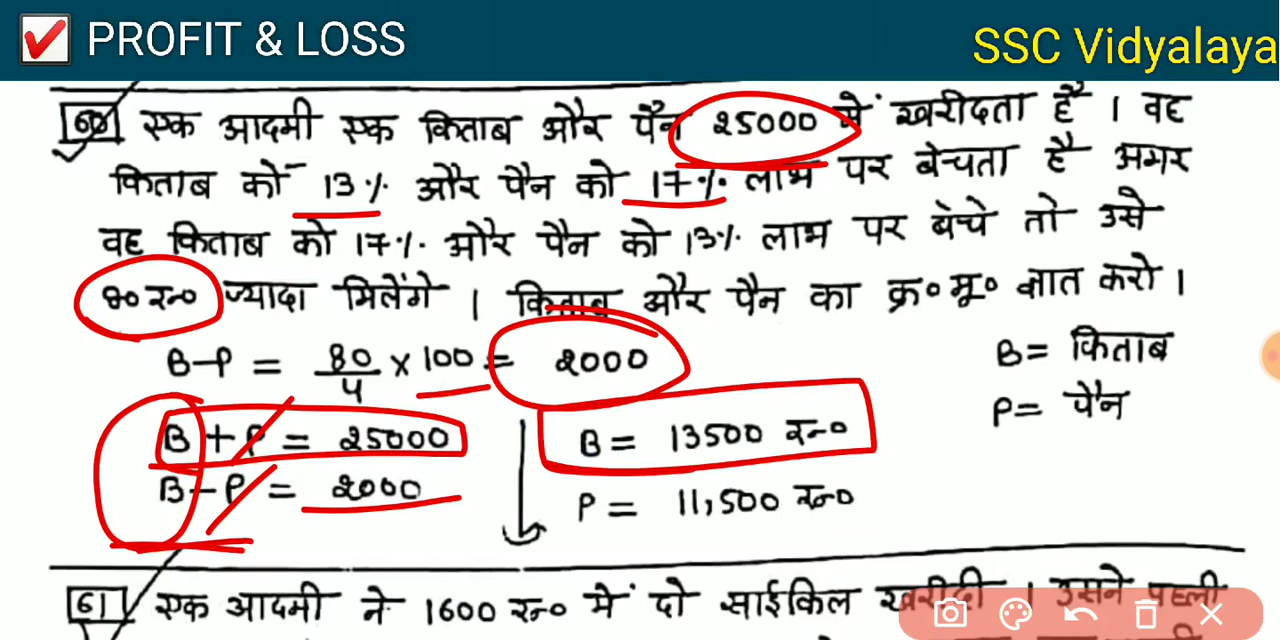 PROFIT & LOSS
SSC Vidyalaya
60 एक आदमी एक किताब और पैन 25000 में खरीदता है । वह
किताब को 13% और पैन को 17% लाभ पर बेचता है अगर
वह किताब को 17% और पैन को 13% लाभ पर बेचे तो उसे
80 रु० ज्यादा मिलेंगे । किताब और पैन का क्र० मू० ज्ञात करो ।
B-P = 80/4 × 100 = 2000
B = किताब
P = पैन
B + P = 25000
B - P = 2000
B = 13500 रु०
P = 11,500 रु०
61 एक आदमी ने 1600 रु० में दो साईकिल खरीदी । उसने पहली